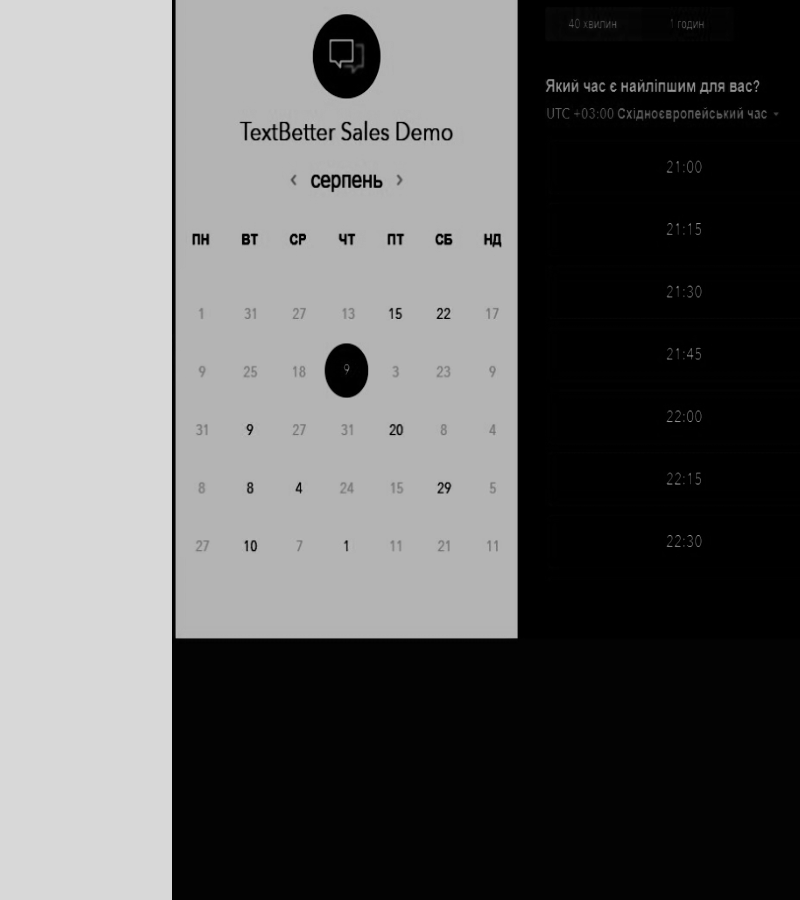 TextBetter Sales Demo
‹ серпень ›
ПН ВТ СР ЧТ ПТ СБ НД
1 31 27 13 15 22 17
9 25 18 9 3 23 9
31 9 27 31 20 8 4
8 8 4 24 15 29 5
27 10 7 1 11 21 11
40 хвилин 1 годин
Який час є найліпшим для вас?
UTC +03:00 Східноєвропейський час
21:00
21:15
21:30
21:45
22:00
22:15
22:30